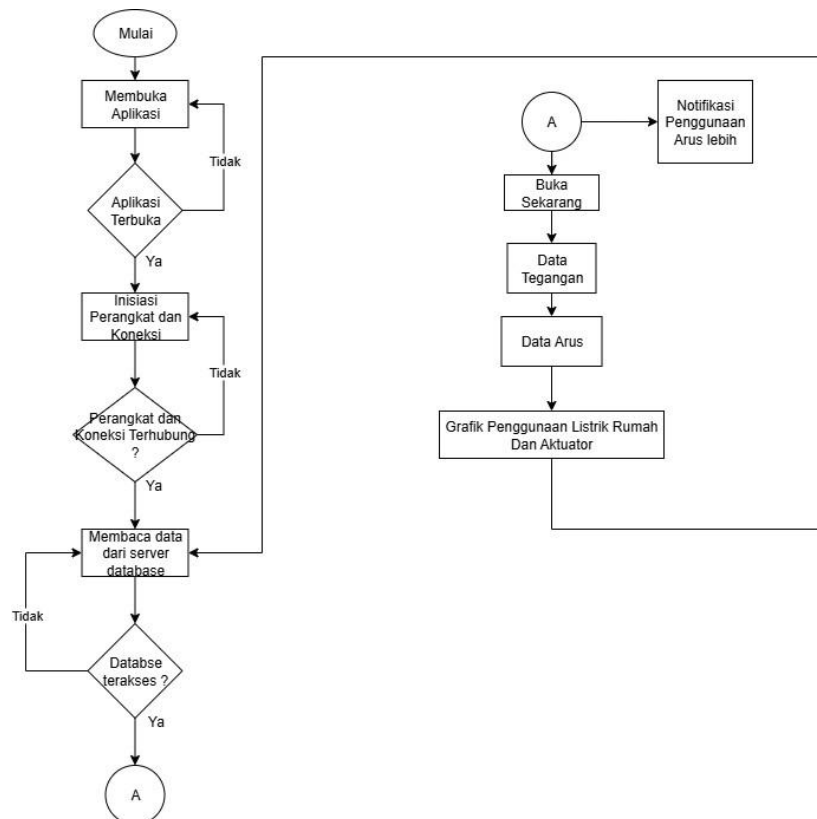 Mulai
Membuka
Aplikasi
Tidak
Aplikasi
Terbuka
Ya
Inisiasi
Perangkat dan
Koneksi
Tidak
Perangkat dan
Koneksi Terhubung
?
Ya
Membaca data
dari server
database
Tidak
Databse
terakses ?
Ya
A
A
Notifikasi
Penggunaan
Arus lebih
Buka
Sekarang
Data
Tegangan
Data Arus
Grafik Penggunaan Listrik Rumah
Dan Aktuator